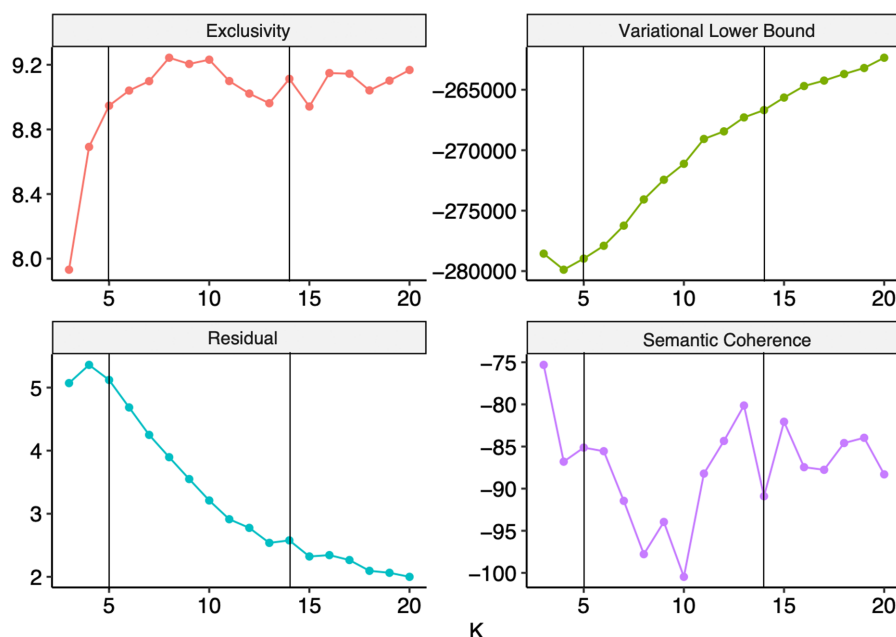 Exclusivity
Variational Lower Bound
9.2
8.8
8.4
8.0
5 10 15 20
−265000
−270000
−275000
−280000
5 10 15 20
Residual
Semantic Coherence
5
4
3
2
5 10 15 20
−75
−80
−85
−90
−95
−100
5 10 15 20
K